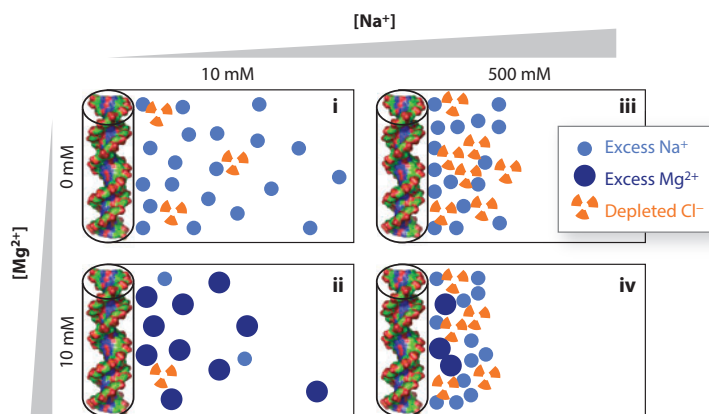 [Na⁺]
10 mM
500 mM
[Mg²⁺]
0 mM
i
iii
Excess Na⁺
Excess Mg²⁺
Depleted Cl⁻
10 mM
ii
iv